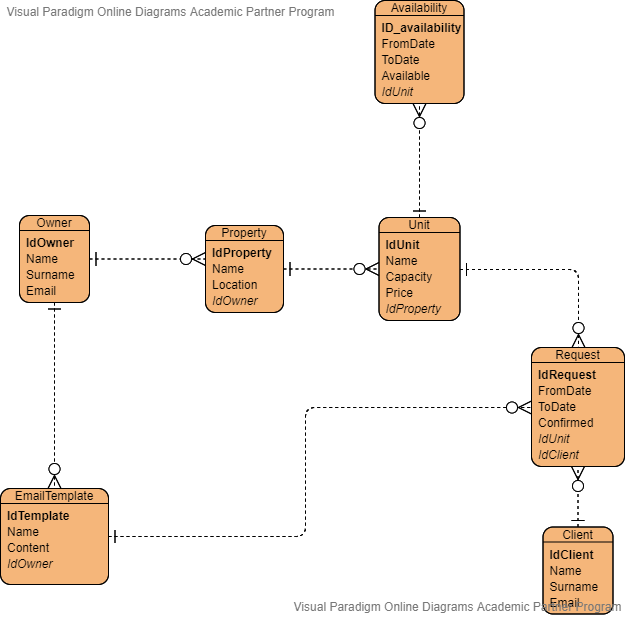 Visual Paradigm Online Diagrams Academic Partner Program
Availability
ID_availability
FromDate
ToDate
Available
IdUnit
Owner
IdOwner
Name
Surname
Email
Property
IdProperty
Name
Location
IdOwner
Unit
IdUnit
Name
Capacity
Price
IdProperty
Request
IdRequest
FromDate
ToDate
Confirmed
IdUnit
IdClient
EmailTemplate
IdTemplate
Name
Content
IdOwner
Client
IdClient
Name
Surname
Email
Visual Paradigm Online Diagrams Academic Partner Program